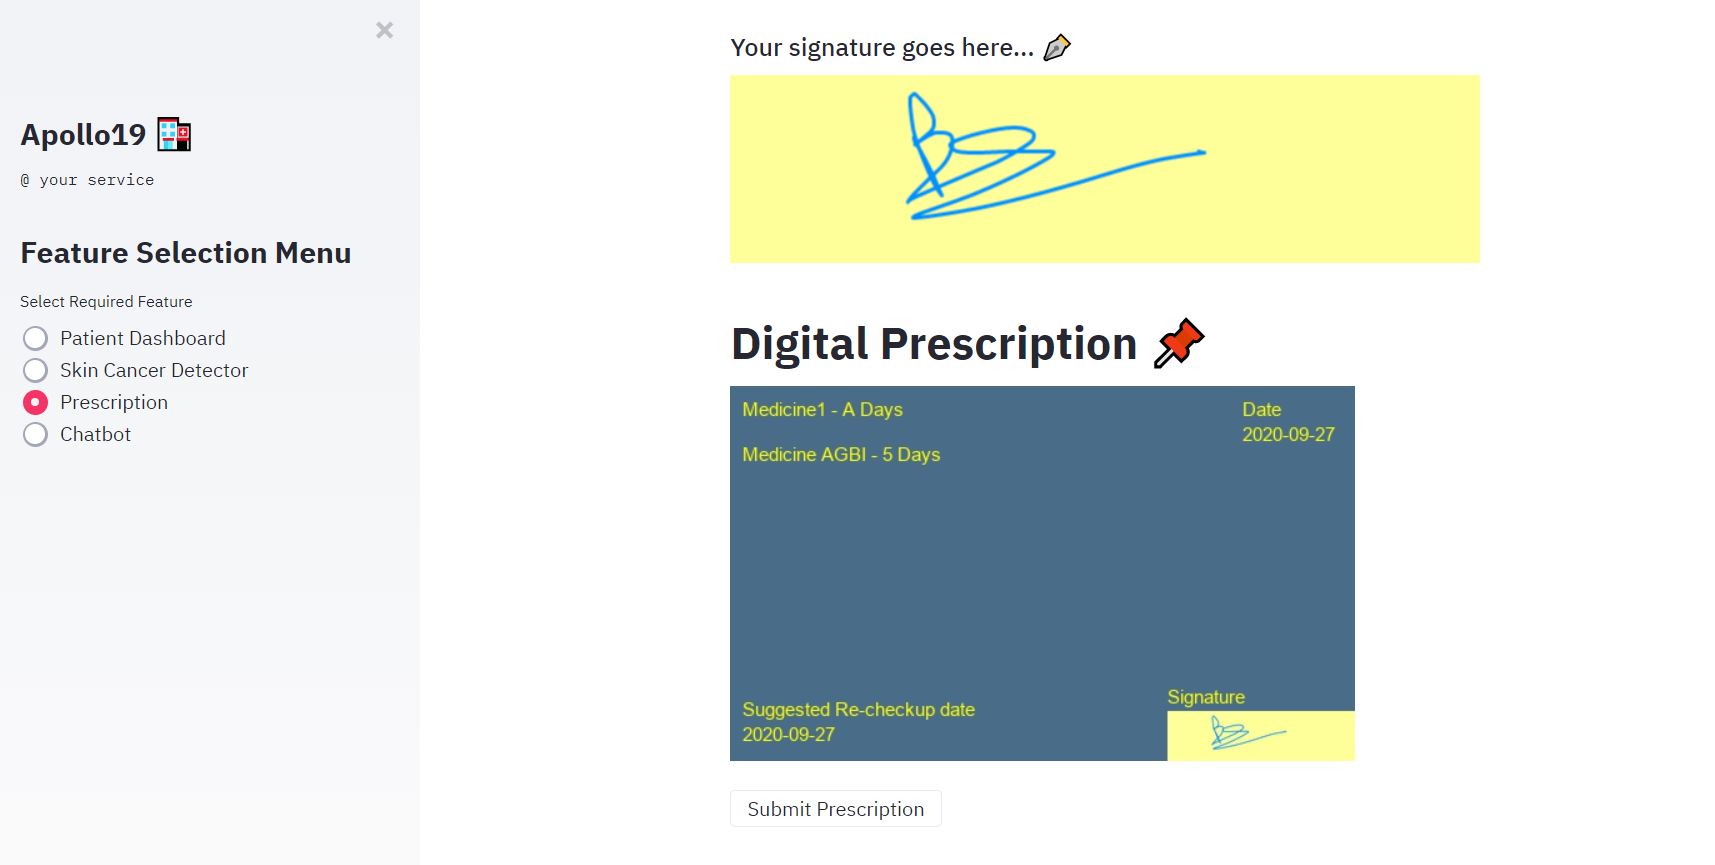 Apollo19
@ your service
Feature Selection Menu
Select Required Feature
Patient Dashboard
Skin Cancer Detector
Prescription
Chatbot
Your signature goes here...
Digital Prescription
Medicine1 - A Days
Date
2020-09-27
Medicine AGBI - 5 Days
Suggested Re-checkup date
2020-09-27
Signature
Submit Prescription